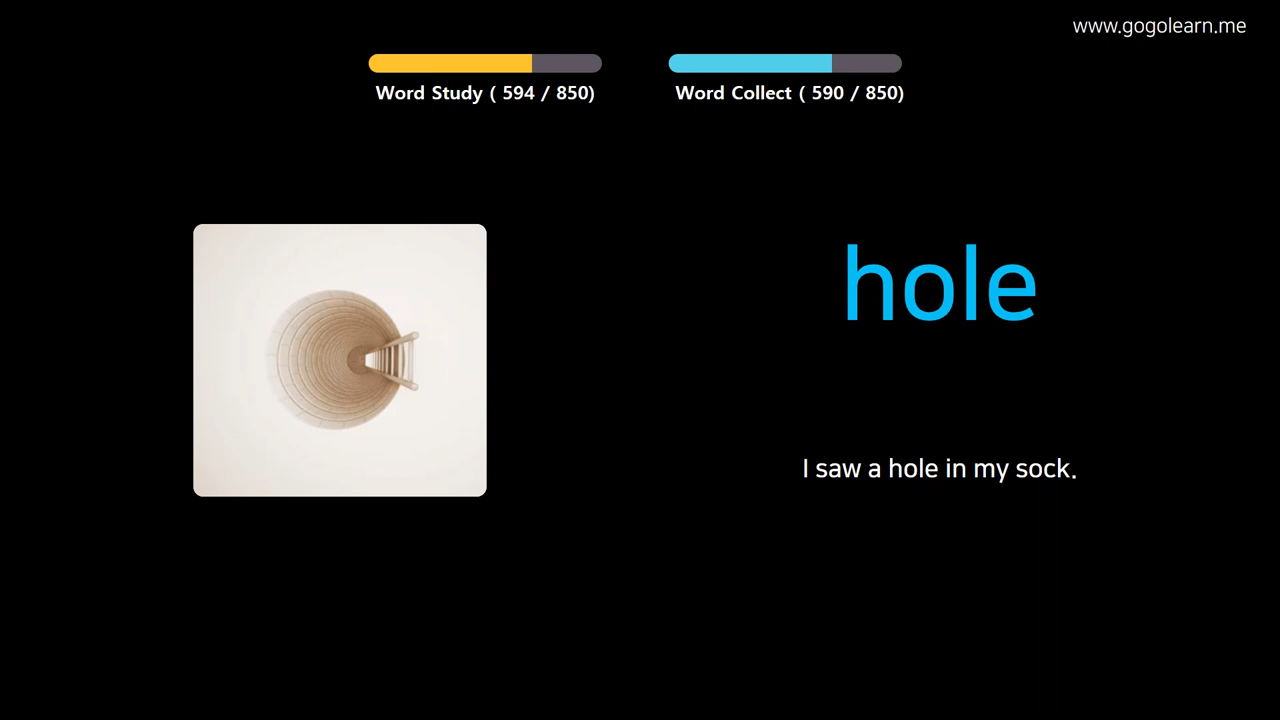 www.gogolearn.me
Word Study ( 594 / 850)
Word Collect ( 590 / 850)
hole
I saw a hole in my sock.